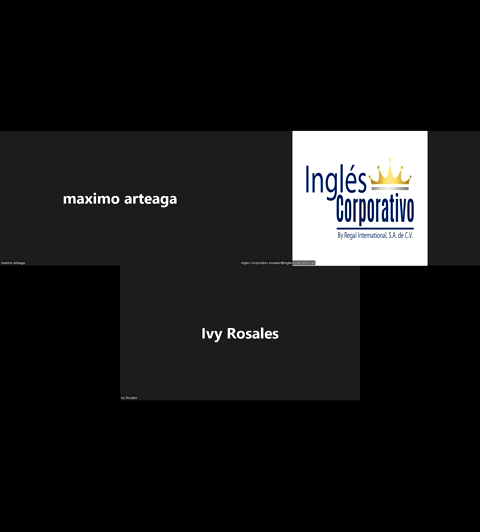 maximo arteaga
Inglés
Corporativo
By Regal International, S.A. de C.V.
maximo arteaga
Ivy Rosales
Ivy Rosales